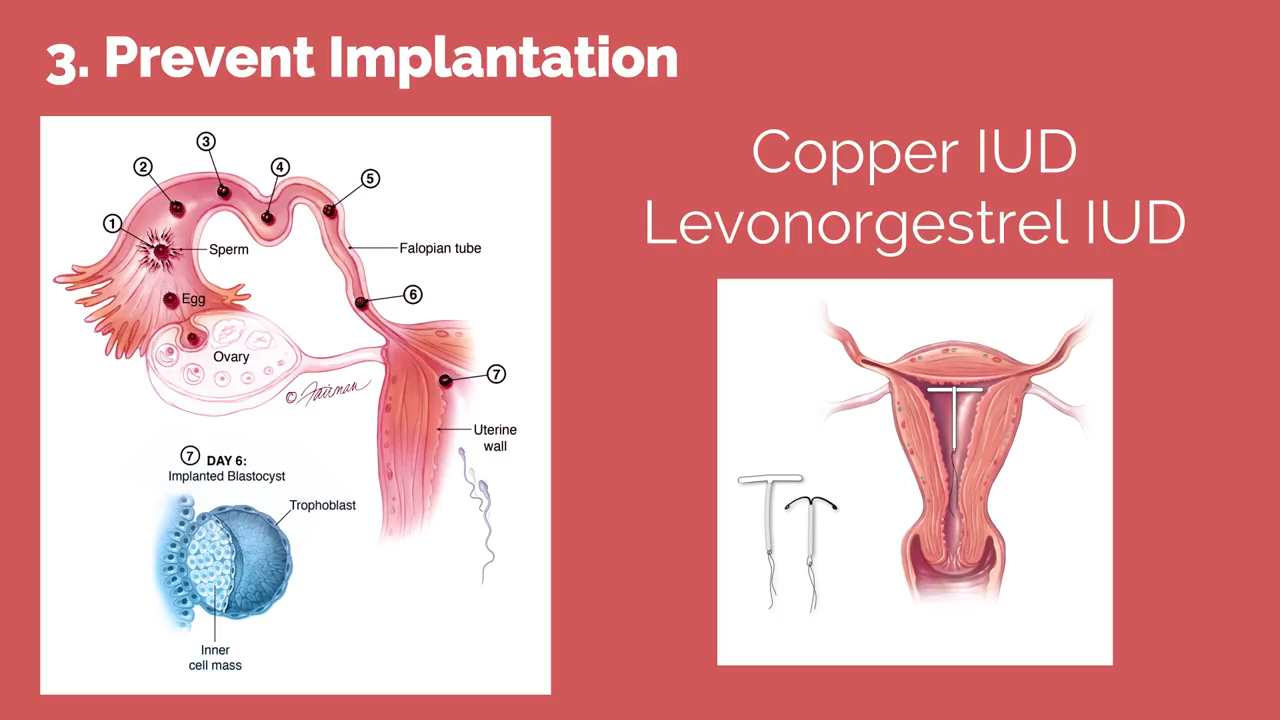 3. Prevent Implantation
Copper IUD
Levonorgestrel IUD
1
2
3
4
5
6
7
Sperm
Egg
Ovary
Falopian tube
© Fairman
Uterine
wall
7 DAY 6:
Implanted Blastocyst
Trophoblast
Inner
cell mass